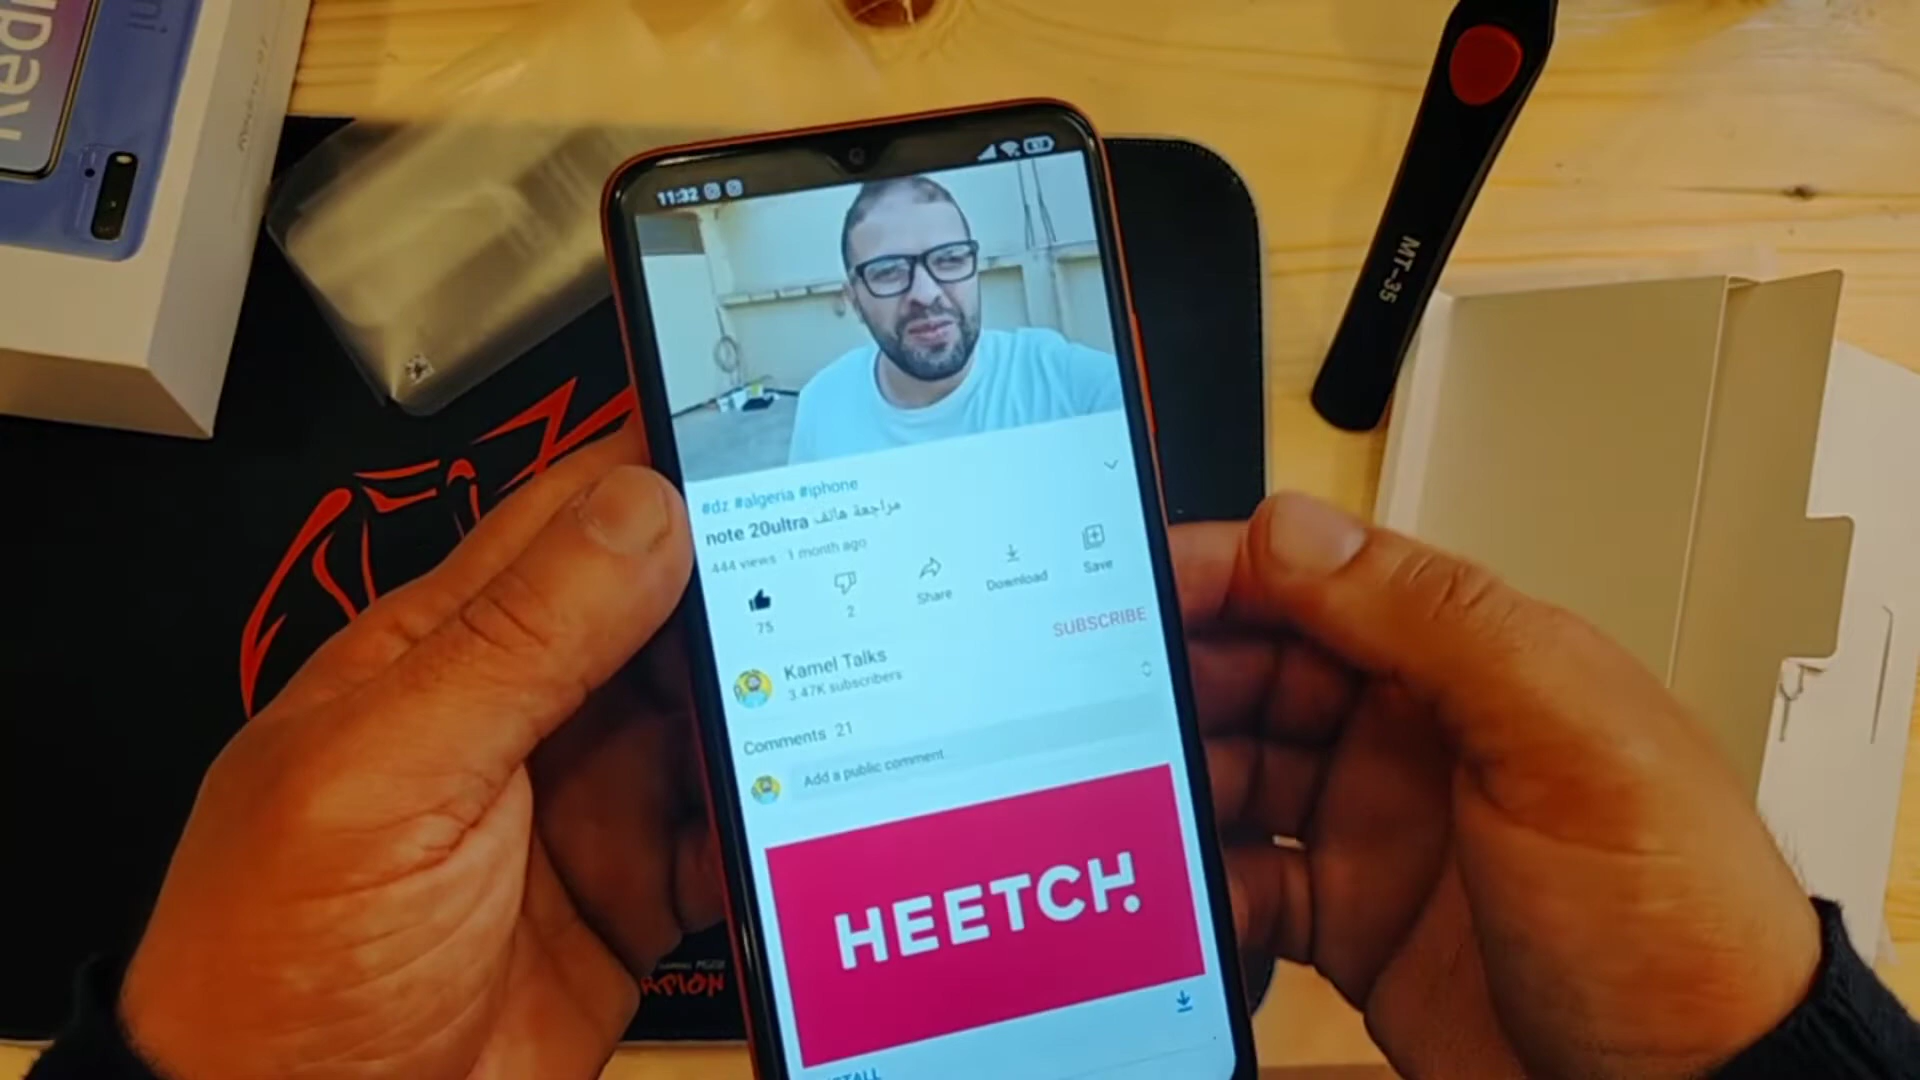 11:32
#dz #algeria #iphone
note 20ultra مراجعة هاتف
444 views · 1 month ago
75
2
Share
Download
Save
SUBSCRIBE
Kamel Talks
3.47K subscribers
Comments 21
Add a public comment...
HEETCH
MT-35